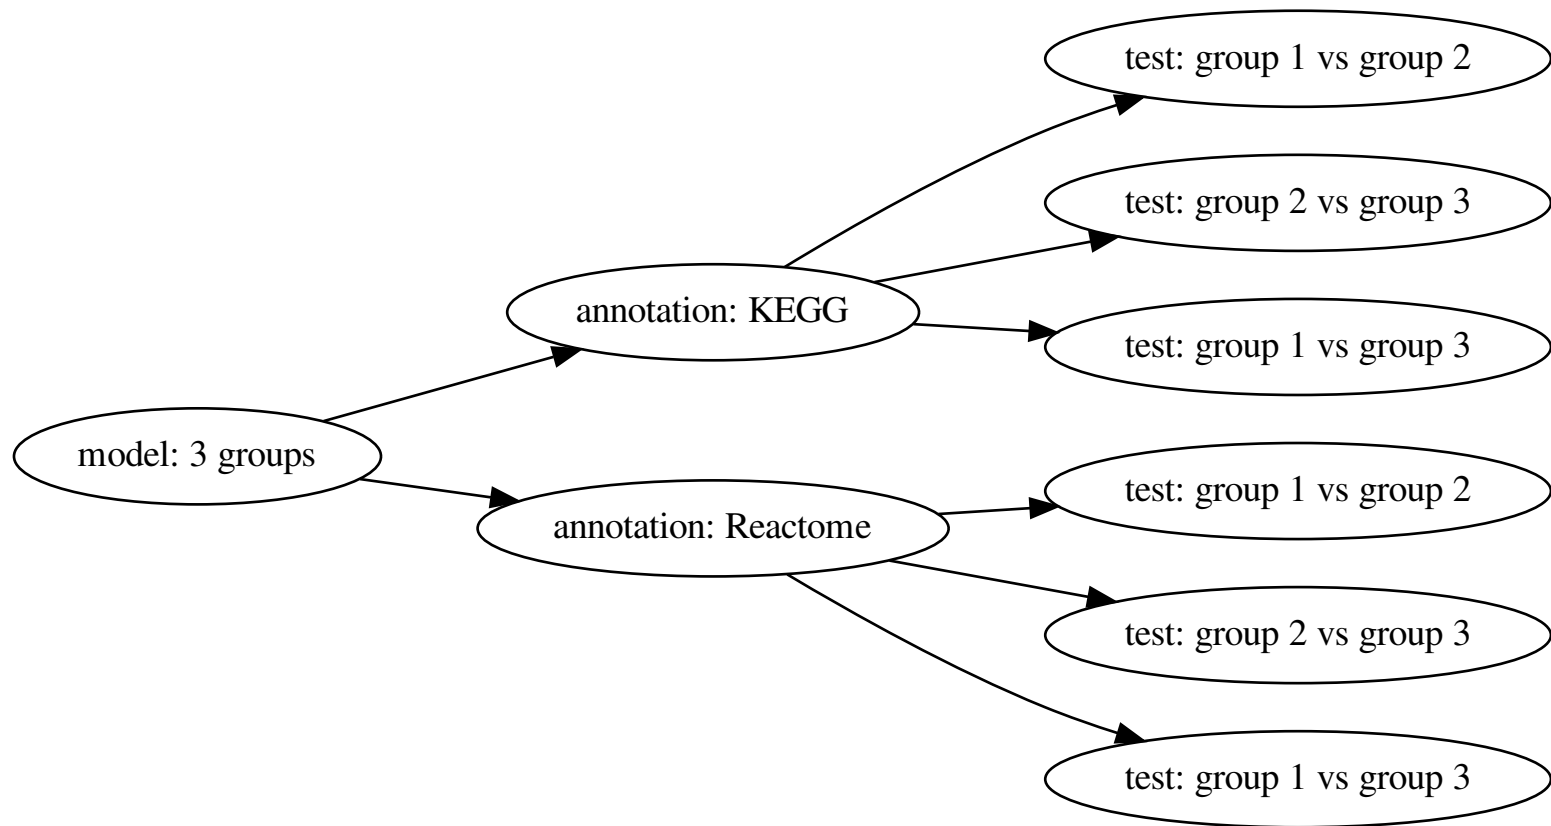 test: group 1 vs group 2
test: group 2 vs group 3
annotation: KEGG
test: group 1 vs group 3
model: 3 groups
test: group 1 vs group 2
annotation: Reactome
test: group 2 vs group 3
test: group 1 vs group 3